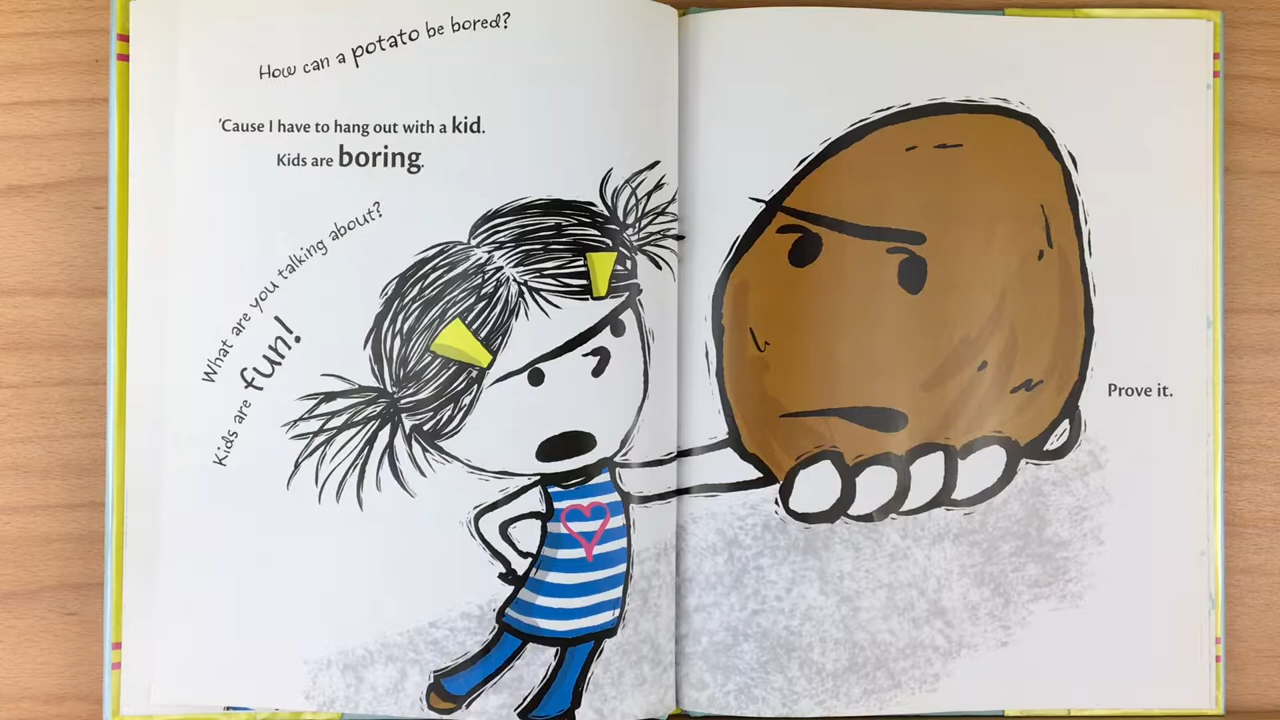 How can a potato be bored?
'Cause I have to hang out with a kid.
Kids are boring.
What are you talking about?
Kids are fun!
Prove it.